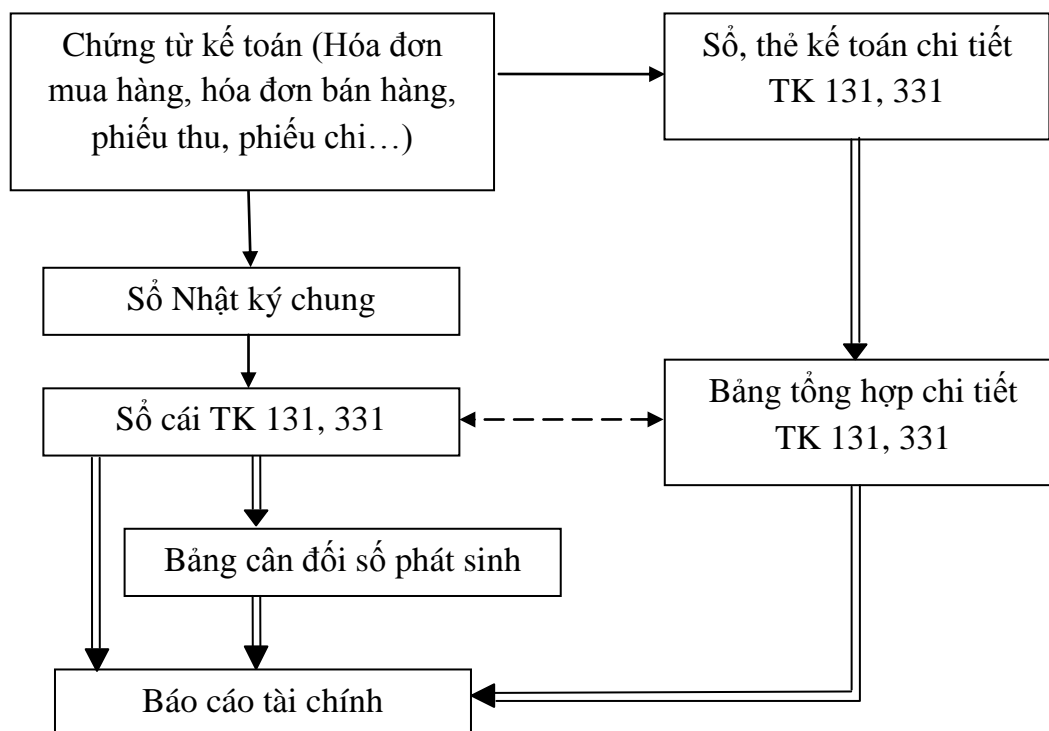 Chứng từ kế toán (Hóa đơn
mua hàng, hóa đơn bán hàng,
phiếu thu, phiếu chi…)
Sổ, thẻ kế toán chi tiết
TK 131, 331
Sổ Nhật ký chung
Sổ cái TK 131, 331
Bảng tổng hợp chi tiết
TK 131, 331
Bảng cân đối số phát sinh
Báo cáo tài chính